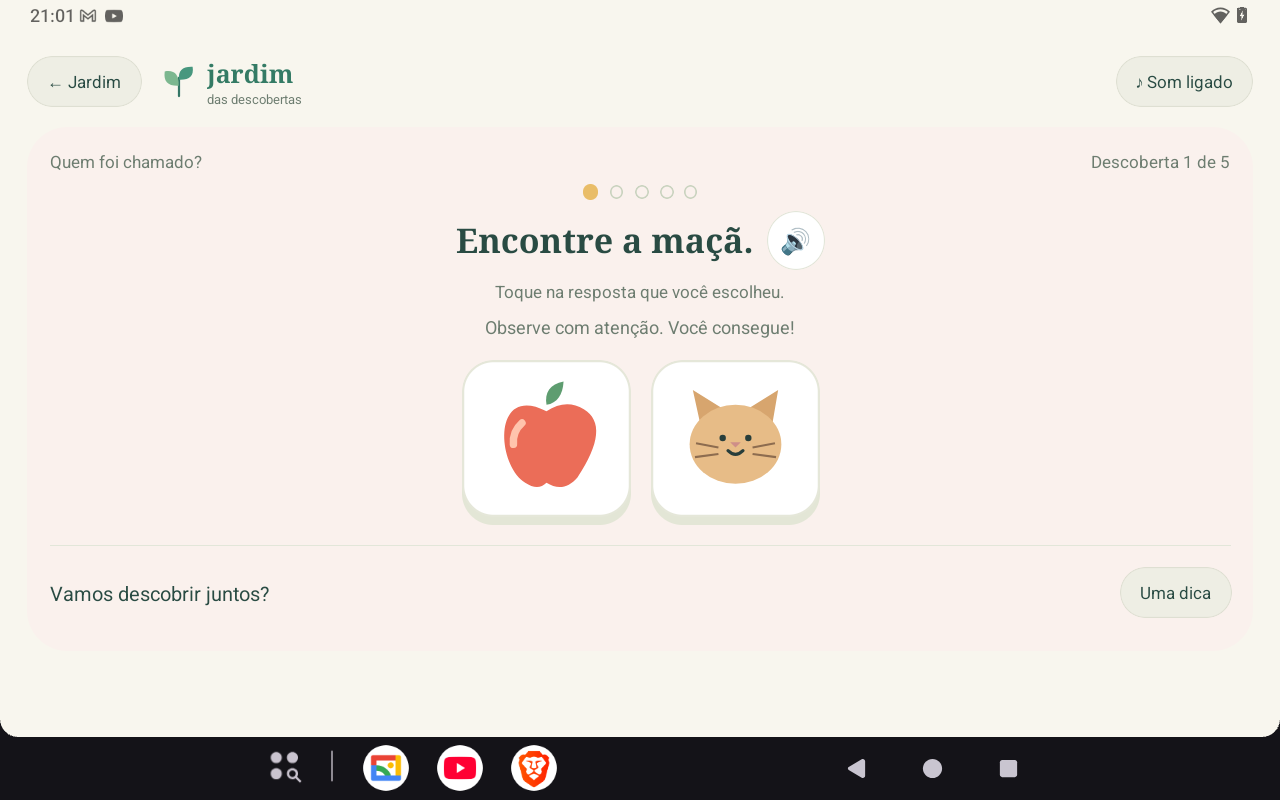 21:01
← Jardim
jardim
das descobertas
♪ Som ligado
Quem foi chamado?
Descoberta 1 de 5
Encontre a maçã.
Toque na resposta que você escolheu.
Observe com atenção. Você consegue!
Vamos descobrir juntos?
Uma dica